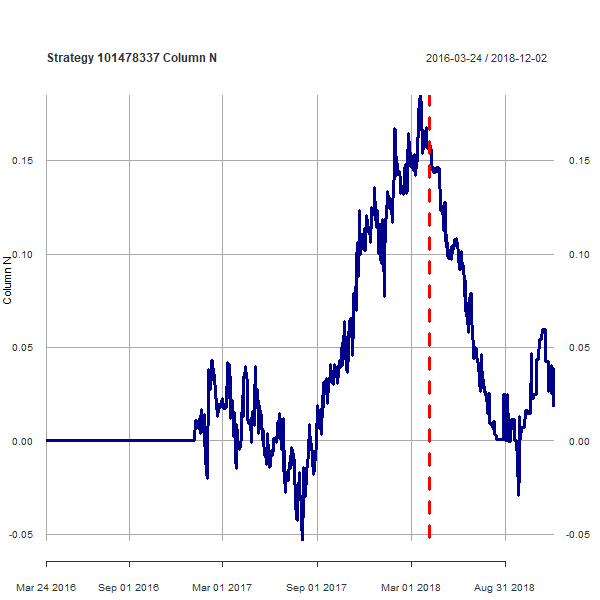 Strategy 101478337 Column N
2016-03-24 / 2018-12-02
0.15
0.15
0.10
0.10
Column N
0.05
0.05
0.00
0.00
-0.05
-0.05
Mar 24 2016
Sep 01 2016
Mar 01 2017
Sep 01 2017
Mar 01 2018
Aug 31 2018